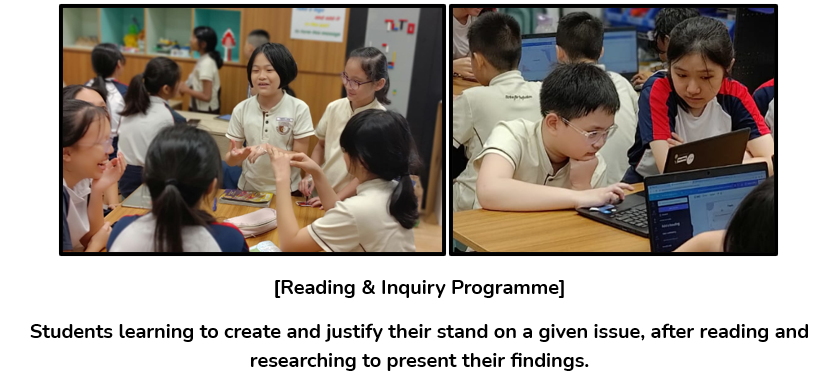 [Reading & Inquiry Programme]
Students learning to create and justify their stand on a given issue, after reading and
researching to present their findings.